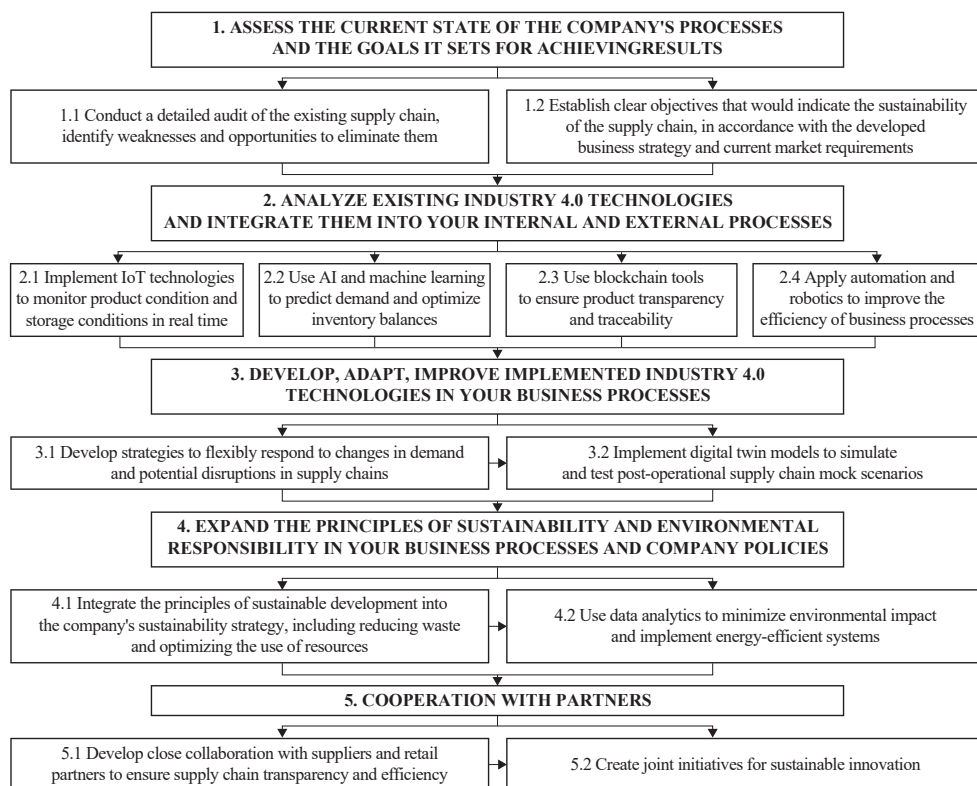 1. ASSESS THE CURRENT STATE OF THE COMPANY'S PROCESSES
AND THE GOALS IT SETS FOR ACHIEVINGRESULTS
1.1 Conduct a detailed audit of the existing supply chain,
identify weaknesses and opportunities to eliminate them
1.2 Establish clear objectives that would indicate the sustainability
of the supply chain, in accordance with the developed
business strategy and current market requirements
2. ANALYZE EXISTING INDUSTRY 4.0 TECHNOLOGIES
AND INTEGRATE THEM INTO YOUR INTERNAL AND EXTERNAL PROCESSES
2.1 Implement IoT technologies
to monitor product condition and
storage conditions in real time
2.2 Use AI and machine learning
to predict demand and optimize
inventory balances
2.3 Use blockchain tools
to ensure product transparency
and traceability
2.4 Apply automation and
robotics to improve the
efficiency of business processes
3. DEVELOP, ADAPT, IMPROVE IMPLEMENTED INDUSTRY 4.0
TECHNOLOGIES IN YOUR BUSINESS PROCESSES
3.1 Develop strategies to flexibly respond to changes in demand
and potential disruptions in supply chains
3.2 Implement digital twin models to simulate
and test post-operational supply chain mock scenarios
4. EXPAND THE PRINCIPLES OF SUSTAINABILITY AND ENVIRONMENTAL
RESPONSIBILITY IN YOUR BUSINESS PROCESSES AND COMPANY POLICIES
4.1 Integrate the principles of sustainable development into
the company's sustainability strategy, including reducing waste
and optimizing the use of resources
4.2 Use data analytics to minimize environmental impact
and implement energy-efficient systems
5. COOPERATION WITH PARTNERS
5.1 Develop close collaboration with suppliers and retail
partners to ensure supply chain transparency and efficiency
5.2 Create joint initiatives for sustainable innovation